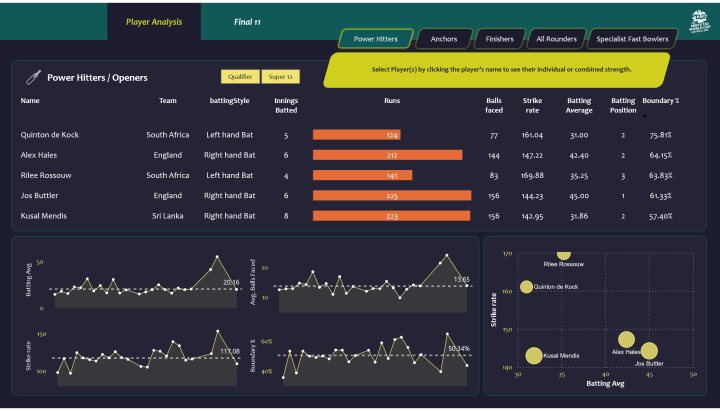 Player Analysis
Final 11
Power Hitters
Anchors
Finishers
All Rounders
Specialist Fast Bowlers
Select Player(s) by clicking the player's name to see their individual or combined strength.
Power Hitters / Openers
Qualifier
Super 12
Name Team battingStyle Innings Batted Runs Balls faced Strike rate Batting Average Batting Position Boundary %
Quinton de Kock South Africa Left hand Bat 5 124 77 161.04 31.00 2 75.81%
Alex Hales England Right hand Bat 6 212 144 147.22 42.40 2 64.15%
Rilee Rossouw South Africa Left hand Bat 4 141 83 169.88 35.25 3 63.83%
Jos Buttler England Right hand Bat 6 225 156 144.23 45.00 1 61.33%
Kusal Mendis Sri Lanka Right hand Bat 8 223 156 142.95 31.86 2 57.40%
Batting Avg
50
0
20.16
Avg. Balls Faced
20
10
13.65
Strike rate
150
100
117.08
Boundary %
60%
40%
50.34%
Strike rate
170
160
150
140
Rilee Rossouw
Quinton de Kock
Alex Hales
Kusal Mendis
Jos Buttler
30 35 40 45 50
Batting Avg